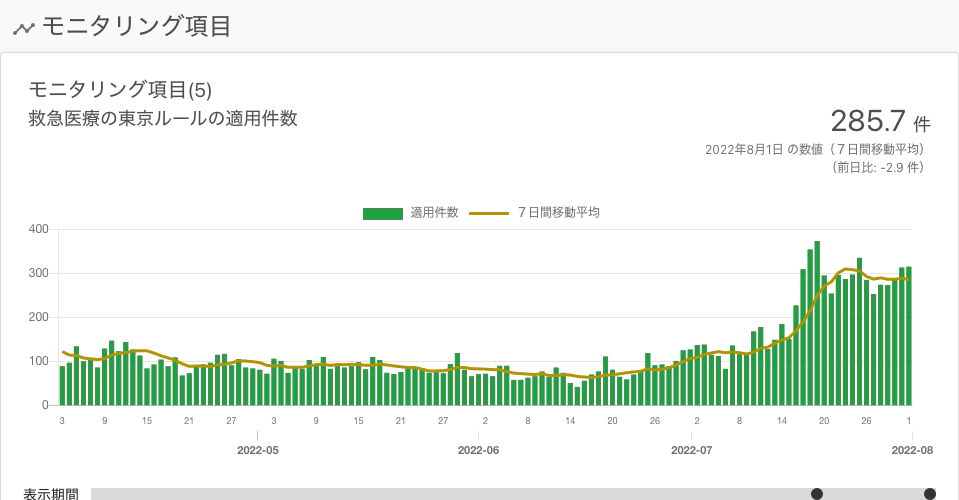 モニタリング項目
モニタリング項目(5)
救急医療の東京ルールの適用件数
285.7 件
2022年8月1日 の数値（７日間移動平均）
（前日比: -2.9 件）
適用件数 ７日間移動平均
400
300
200
100
0
3 9 15 21 27 3 9 15 21 27 2 8 14 20 26 2 8 14 20 26 1
2022-05 2022-06 2022-07 2022-08
表示期間